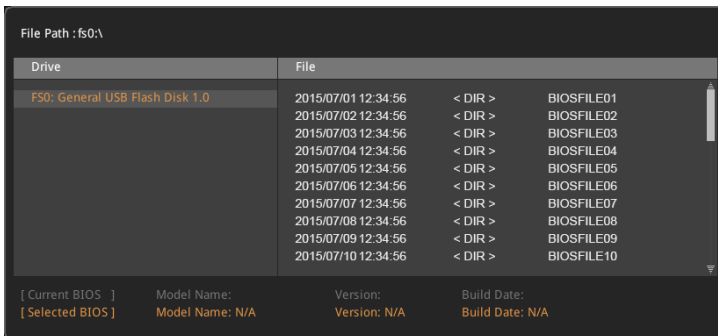 File Path : fs0:\
Drive File
FS0: General USB Flash Disk 1.0 2015/07/01 12:34:56 < DIR > BIOSFILE01
2015/07/02 12:34:56 < DIR > BIOSFILE02
2015/07/03 12:34:56 < DIR > BIOSFILE03
2015/07/04 12:34:56 < DIR > BIOSFILE04
2015/07/05 12:34:56 < DIR > BIOSFILE05
2015/07/06 12:34:56 < DIR > BIOSFILE06
2015/07/07 12:34:56 < DIR > BIOSFILE07
2015/07/08 12:34:56 < DIR > BIOSFILE08
2015/07/09 12:34:56 < DIR > BIOSFILE09
2015/07/10 12:34:56 < DIR > BIOSFILE10
[ Current BIOS ] Model Name: Version: Build Date:
[ Selected BIOS ] Model Name: N/A Version: N/A Build Date: N/A